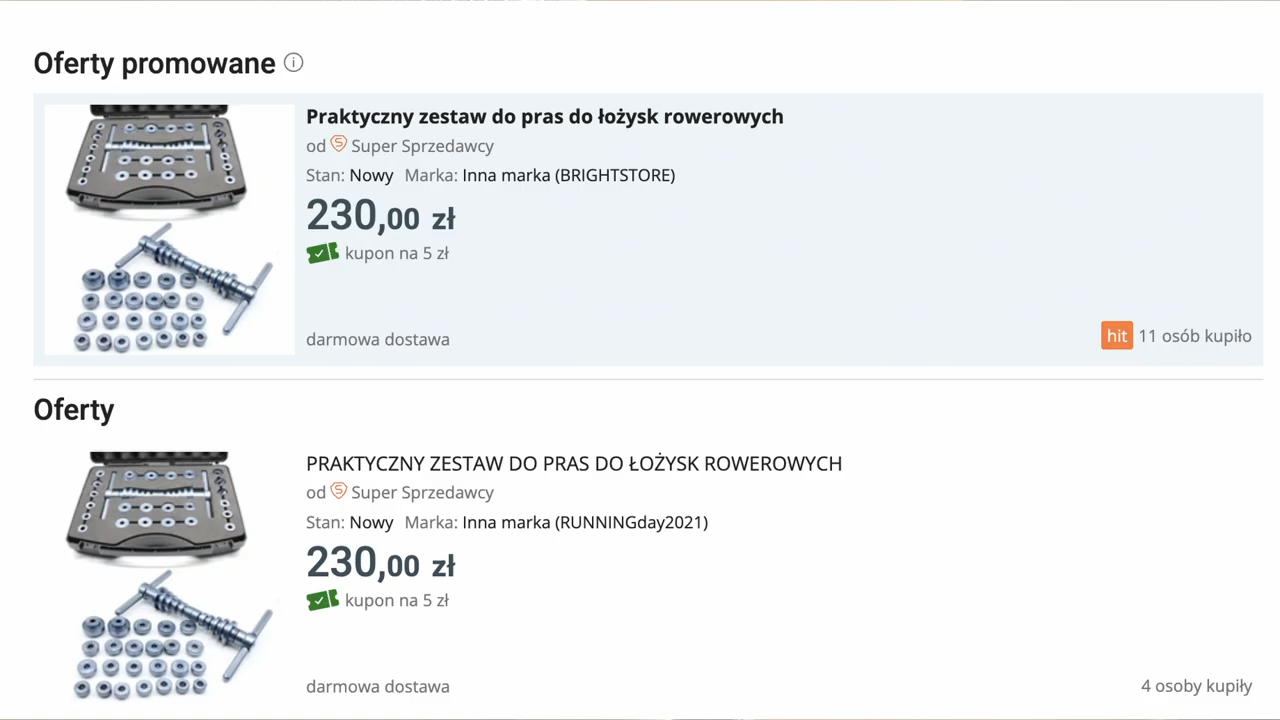 Oferty promowane
Praktyczny zestaw do pras do łożysk rowerowych
od Super Sprzedawcy
Stan: Nowy Marka: Inna marka (BRIGHTSTORE)
230,00 zł
kupon na 5 zł
darmowa dostawa
hit 11 osób kupiło
Oferty
PRAKTYCZNY ZESTAW DO PRAS DO ŁOŻYSK ROWEROWYCH
od Super Sprzedawcy
Stan: Nowy Marka: Inna marka (RUNNINGday2021)
230,00 zł
kupon na 5 zł
darmowa dostawa
4 osoby kupiły